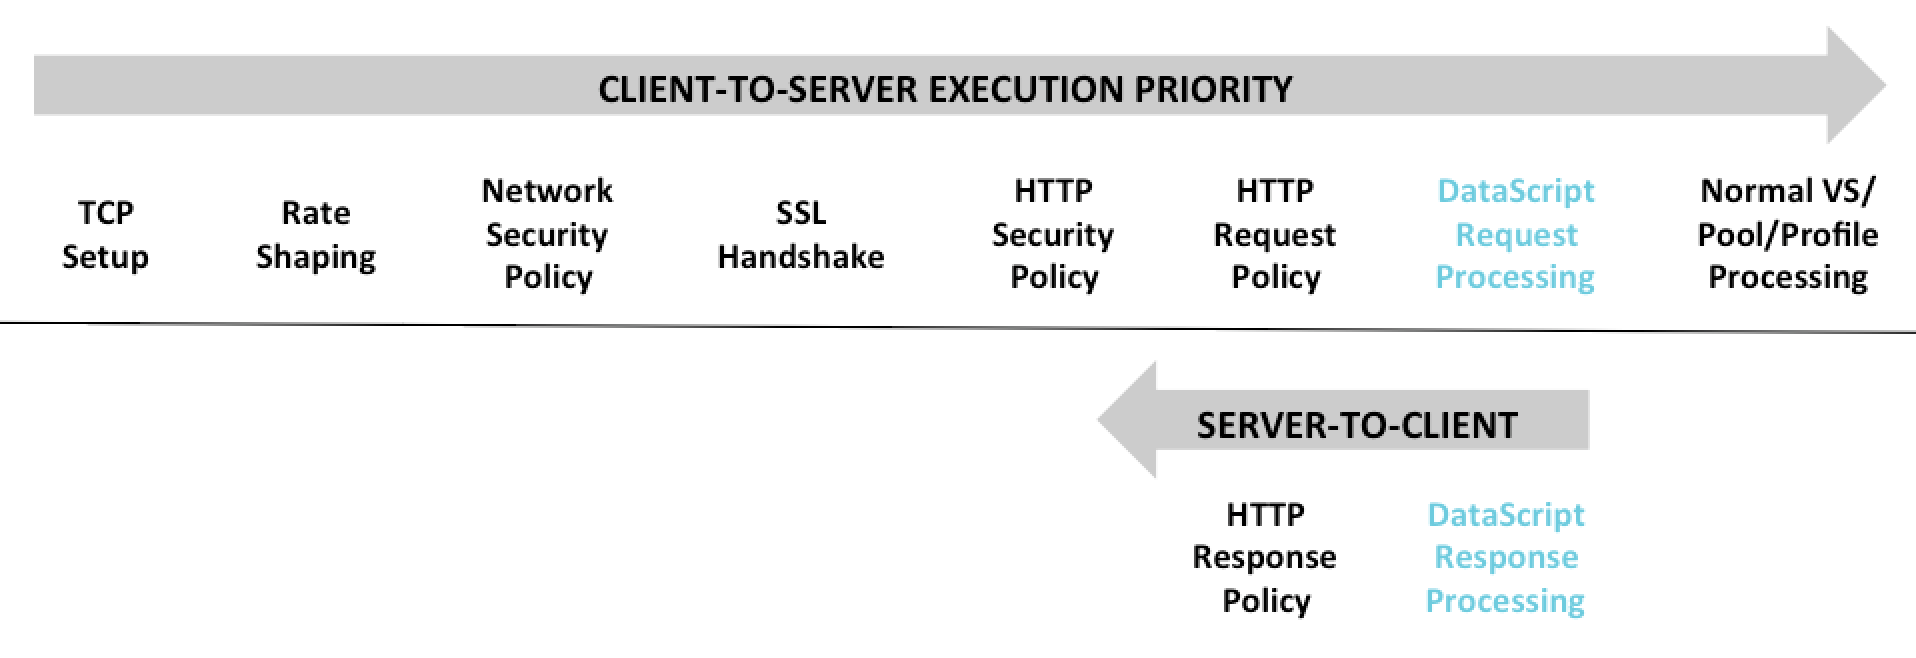 CLIENT-TO-SERVER EXECUTION PRIORITY
TCP
Setup
Rate
Shaping
Network
Security
Policy
SSL
Handshake
HTTP
Security
Policy
HTTP
Request
Policy
DataScript
Request
Processing
Normal VS/
Pool/Profile
Processing
SERVER-TO-CLIENT
HTTP
Response
Policy
DataScript
Response
Processing